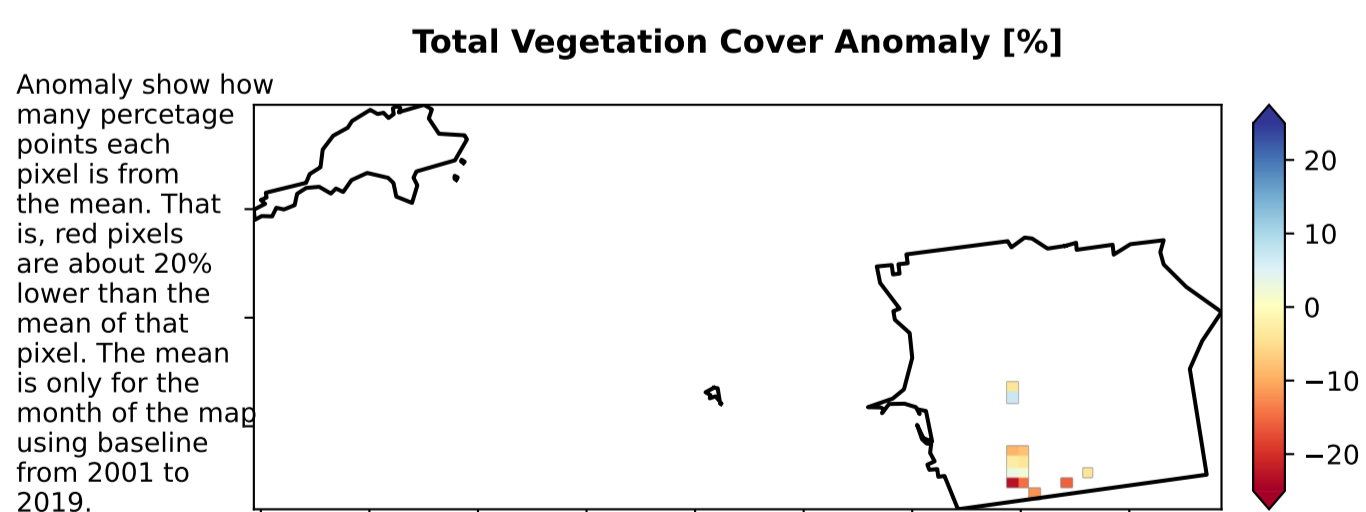 Total Vegetation Cover Anomaly [%]
Anomaly show how
many percetage
points each
pixel is from
the mean. That
is, red pixels
are about 20%
lower than the
mean of that
pixel. The mean
is only for the
month of the map
using baseline
from 2001 to
2019.
20
10
0
−10
−20